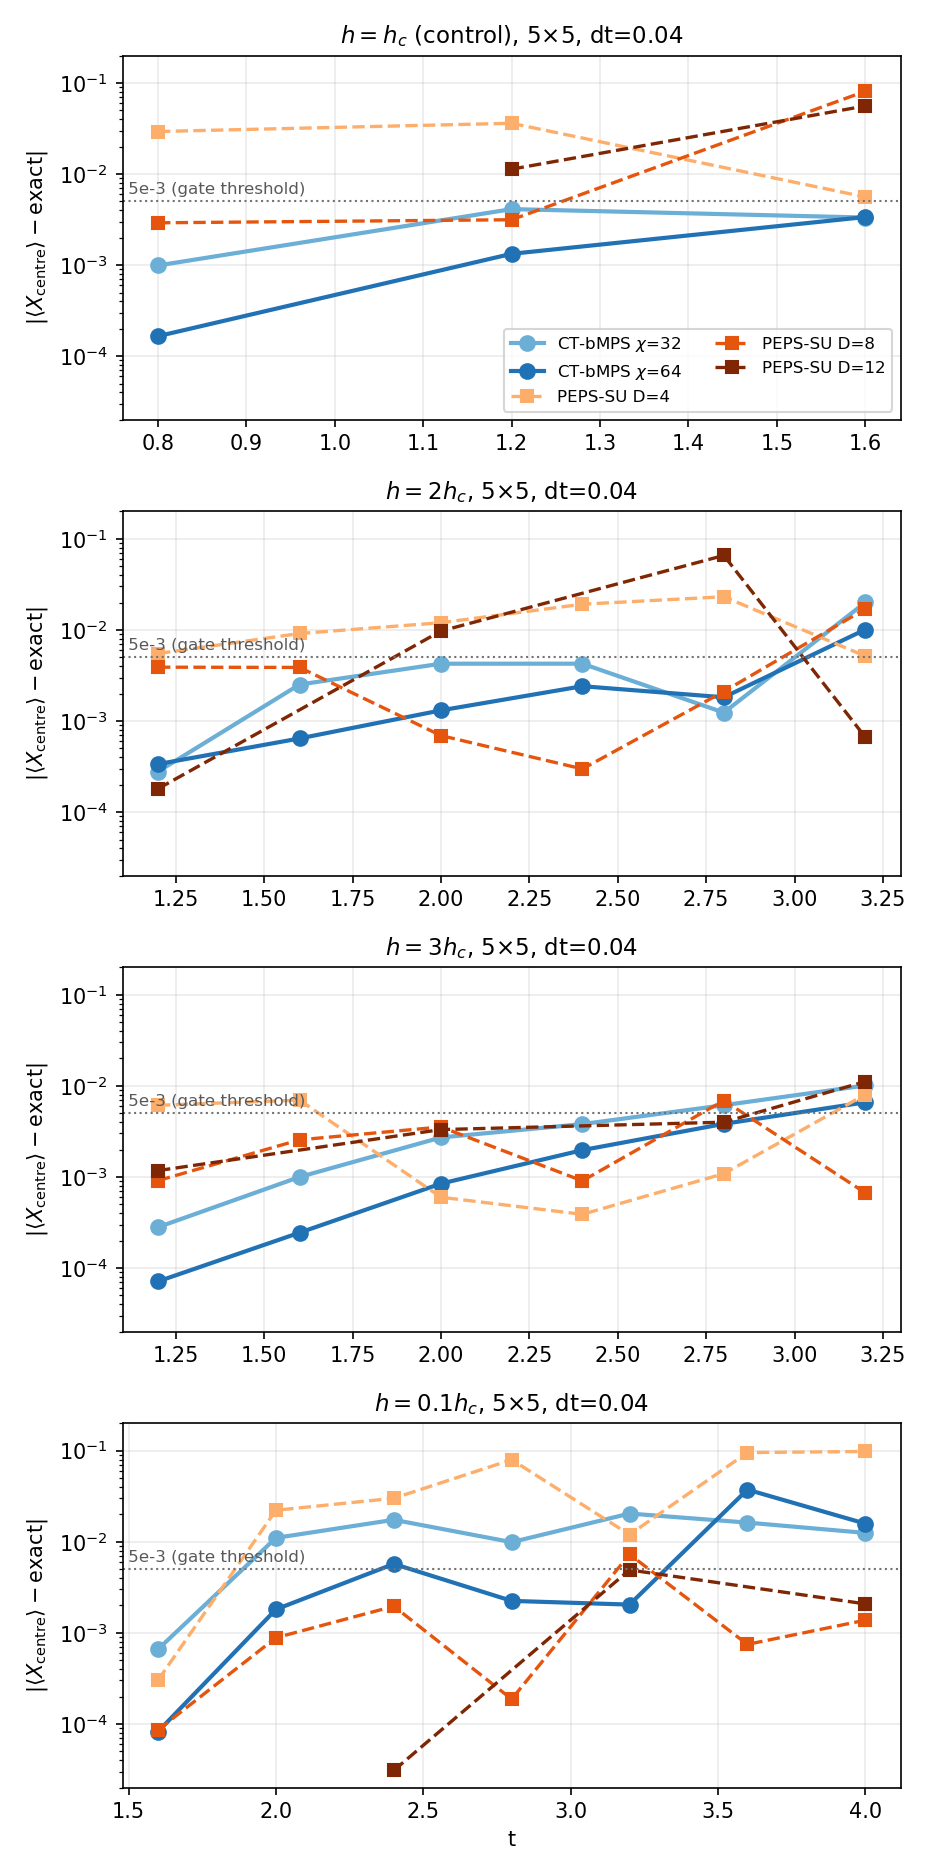 h = h_c (control), 5×5, dt=0.04
|⟨X_centre⟩ − exact|
10⁻¹
10⁻²
10⁻³
10⁻⁴
5e-3 (gate threshold)
CT-bMPS χ=32
CT-bMPS χ=64
PEPS-SU D=4
PEPS-SU D=8
PEPS-SU D=12
0.8 0.9 1.0 1.1 1.2 1.3 1.4 1.5 1.6
h = 2h_c, 5×5, dt=0.04
|⟨X_centre⟩ − exact|
10⁻¹
10⁻²
10⁻³
10⁻⁴
5e-3 (gate threshold)
1.25 1.50 1.75 2.00 2.25 2.50 2.75 3.00 3.25
h = 3h_c, 5×5, dt=0.04
|⟨X_centre⟩ − exact|
10⁻¹
10⁻²
10⁻³
10⁻⁴
5e-3 (gate threshold)
1.25 1.50 1.75 2.00 2.25 2.50 2.75 3.00 3.25
h = 0.1h_c, 5×5, dt=0.04
|⟨X_centre⟩ − exact|
10⁻¹
10⁻²
10⁻³
10⁻⁴
5e-3 (gate threshold)
1.5 2.0 2.5 3.0 3.5 4.0
t